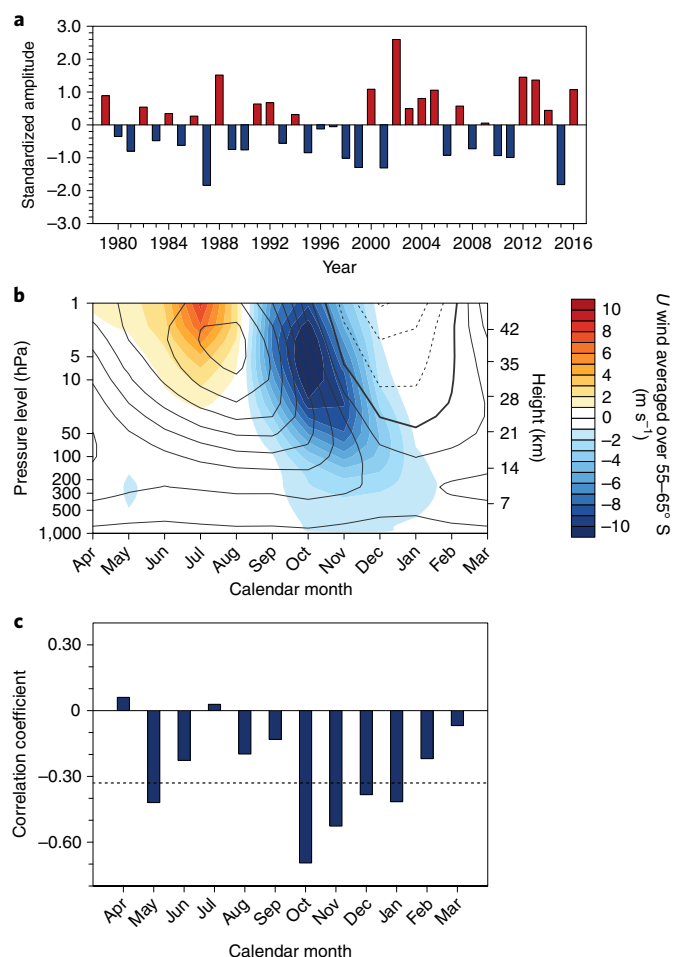 a
3.0
2.0
1.0
0
−1.0
−2.0
−3.0
Standardized amplitude
1980 1984 1988 1992 1996 2000 2004 2008 2012 2016
Year
b
1
5
10
50
100
200
300
500
1,000
Pressure level (hPa)
42
35
28
21
14
7
Height (km)
Apr May Jun Jul Aug Sep Oct Nov Dec Jan Feb Mar
Calendar month
10
8
6
4
2
0
−2
−4
−6
−8
−10
U wind averaged over 55–65° S
(m s⁻¹)
c
0.30
0
−0.30
−0.60
Correlation coefficient
Apr May Jun Jul Aug Sep Oct Nov Dec Jan Feb Mar
Calendar month